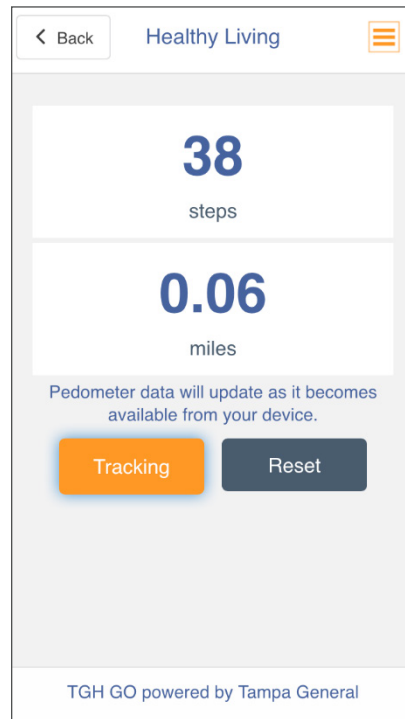 Back
Healthy Living
38
steps
0.06
miles
Pedometer data will update as it becomes
available from your device.
Tracking
Reset
TGH GO powered by Tampa General